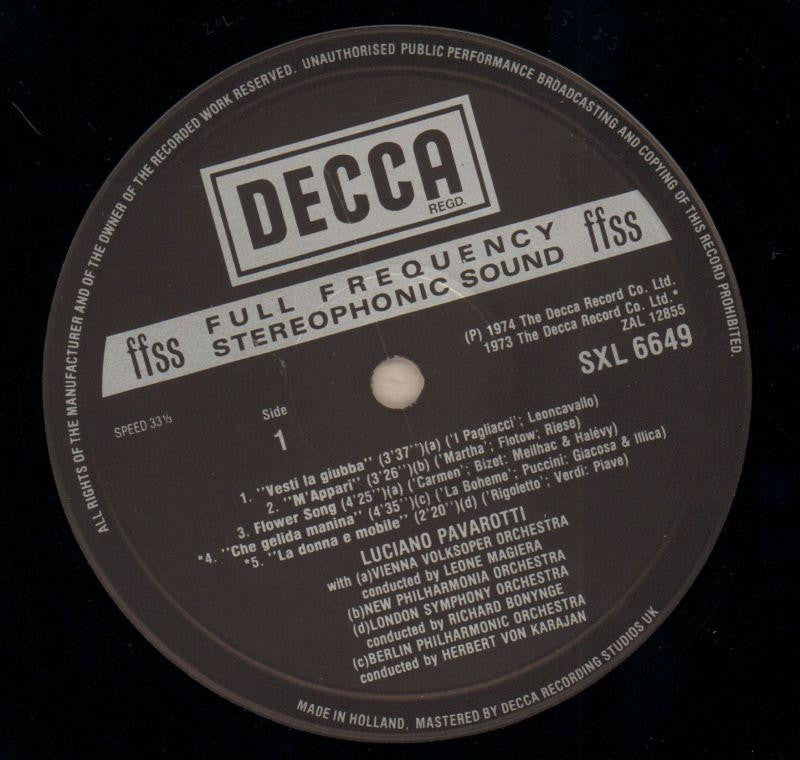 ALL RIGHTS OF THE MANUFACTURER AND OF THE OWNER OF THE RECORDED WORK RESERVED. UNAUTHORISED PUBLIC PERFORMANCE BROADCASTING AND COPYING OF THIS RECORD PROHIBITED.
DECCA
REGD.
ffss FULL FREQUENCY ffss
STEREOPHONIC SOUND
(P) 1974 The Decca Record Co. Ltd.
1973 The Decca Record Co. Ltd.*
ZAL 12855
SXL 6649
SPEED 33⅓
Side
1
1. "Vesti la giubba" (3'37")(a) ('I Pagliacci'; Leoncavallo)
2. "M'Appari" (3'26")(b) ('Martha'; Flotow; Riese)
3. Flower Song (4'25")(a) ('Carmen'; Bizet: Meilhac & Halévy)
*4. "Che gelida manina" (4'35")(c) ('La Boheme'; Puccini: Giacosa & Illica)
*5. "La donna e mobile" (2'20")(d) ('Rigoletto'; Verdi: Piave)
LUCIANO PAVAROTTI
with (a)VIENNA VOLKSOPER ORCHESTRA
conducted by LEONE MAGIERA
(b)NEW PHILHARMONIA ORCHESTRA
(d)LONDON SYMPHONY ORCHESTRA
conducted by RICHARD BONYNGE
(c)BERLIN PHILHARMONIC ORCHESTRA
conducted by HERBERT VON KARAJAN
MADE IN HOLLAND, MASTERED BY DECCA RECORDING STUDIOS UK